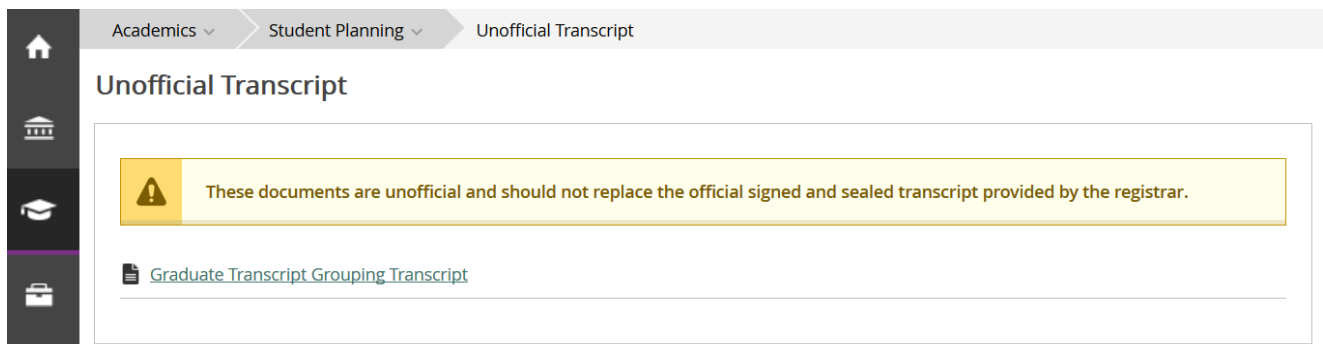 Academics Student Planning Unofficial Transcript
Unofficial Transcript
These documents are unofficial and should not replace the official signed and sealed transcript provided by the registrar.
Graduate Transcript Grouping Transcript